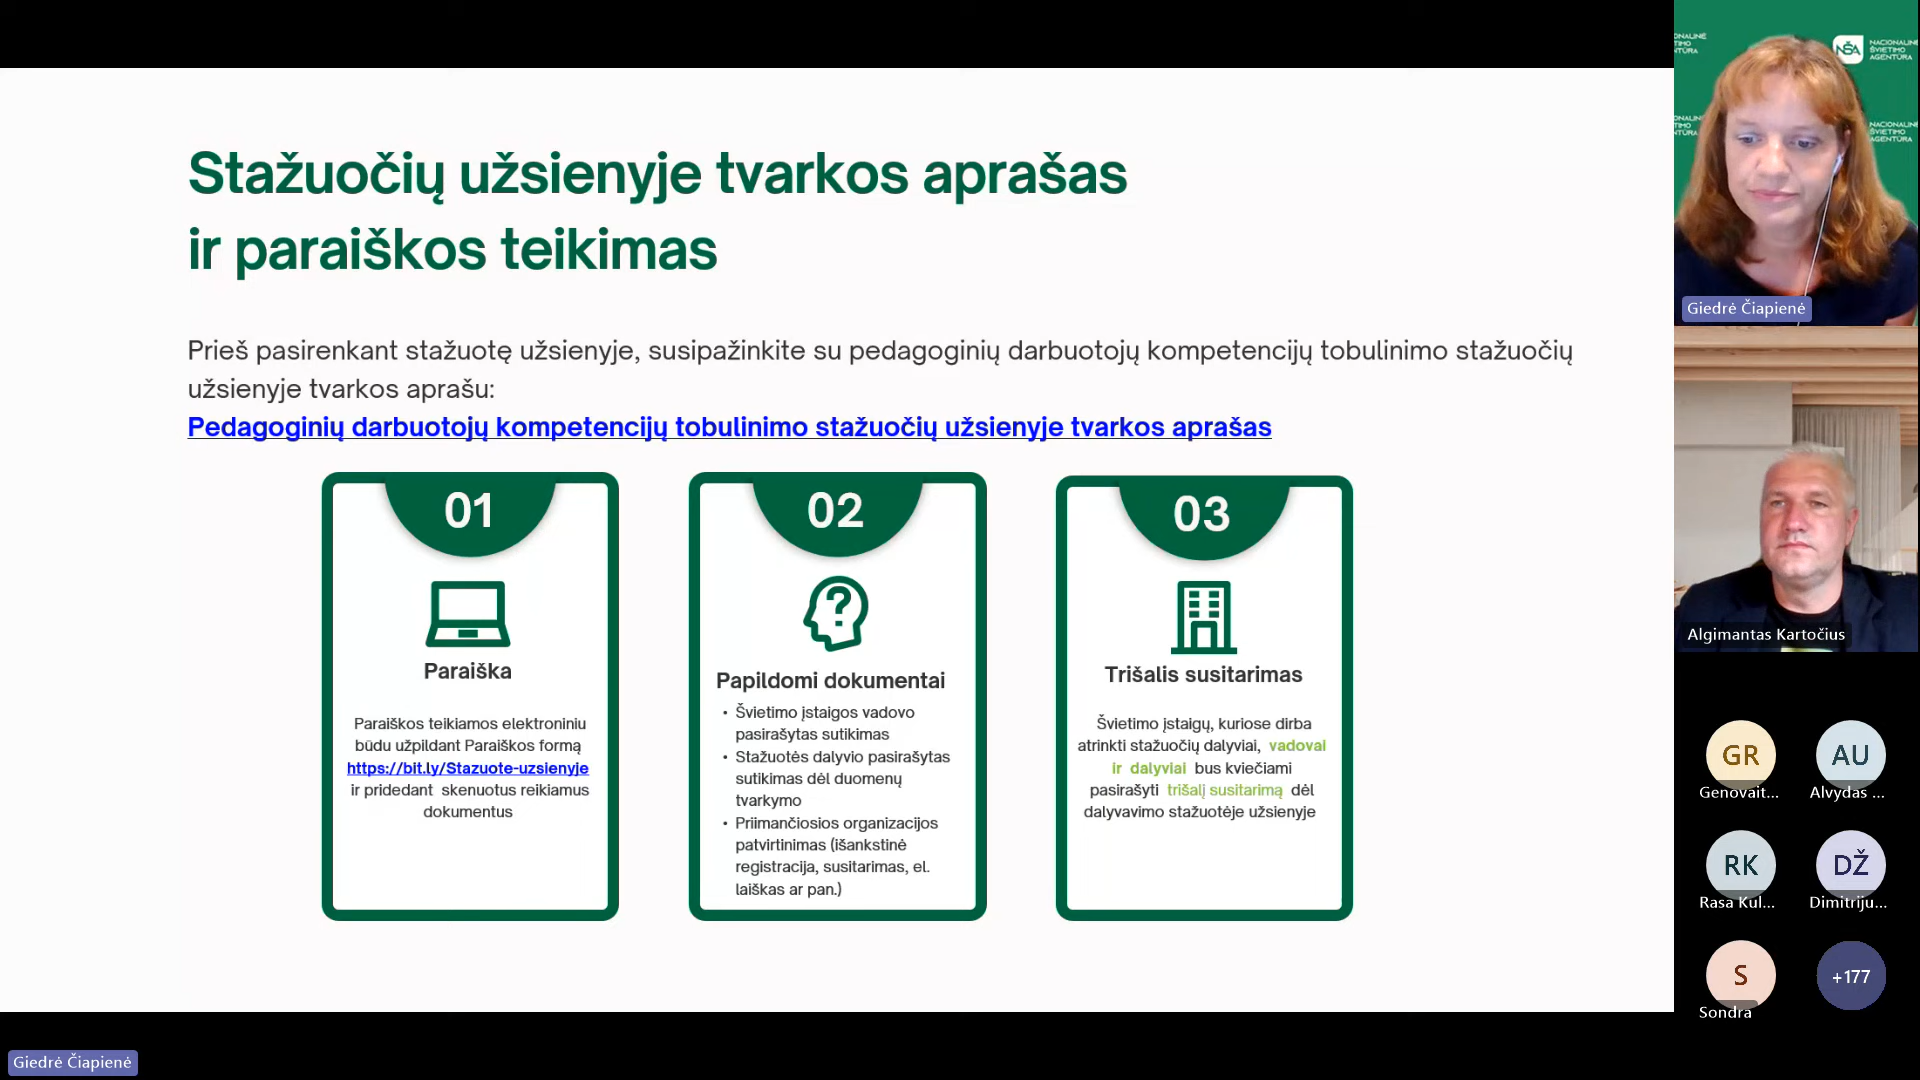 Stažuočių užsienyje tvarkos aprašas
ir paraiškos teikimas
Prieš pasirenkant stažuotę užsienyje, susipažinkite su pedagoginių darbuotojų kompetencijų tobulinimo stažuočių
užsienyje tvarkos aprašu:
Pedagoginių darbuotojų kompetencijų tobulinimo stažuočių užsienyje tvarkos aprašas
01
Paraiška
Paraiškos teikiamos elektroniniu
būdu užpildant Paraiškos formą
https://bit.ly/Stazuote-uzsienyje
ir pridedant skenuotus reikiamus
dokumentus
02
Papildomi dokumentai
• Švietimo įstaigos vadovo
pasirašytas sutikimas
• Stažuotės dalyvio pasirašytas
sutikimas dėl duomenų
tvarkymo
• Priimančiosios organizacijos
patvirtinimas (išankstinė
registracija, susitarimas, el.
laiškas ar pan.)
03
Trišalis susitarimas
Švietimo įstaigų, kuriose dirba
atrinkti stažuočių dalyviai, vadovai
ir dalyviai bus kviečiami
pasirašyti trišalį susitarimą dėl
dalyvavimo stažuotėje užsienyje
NŠA
NACIONALINĖ
ŠVIETIMO
AGENTŪRA
NACIONALINĖ
ŠVIETIMO
AGENTŪRA
Giedrė Čiapienė
Algimantas Kartočius
GR
Genovait...
AU
Alvydas ...
RK
Rasa Kul...
DŽ
Dimitriju...
S
Sondra
+177
Giedrė Čiapienė